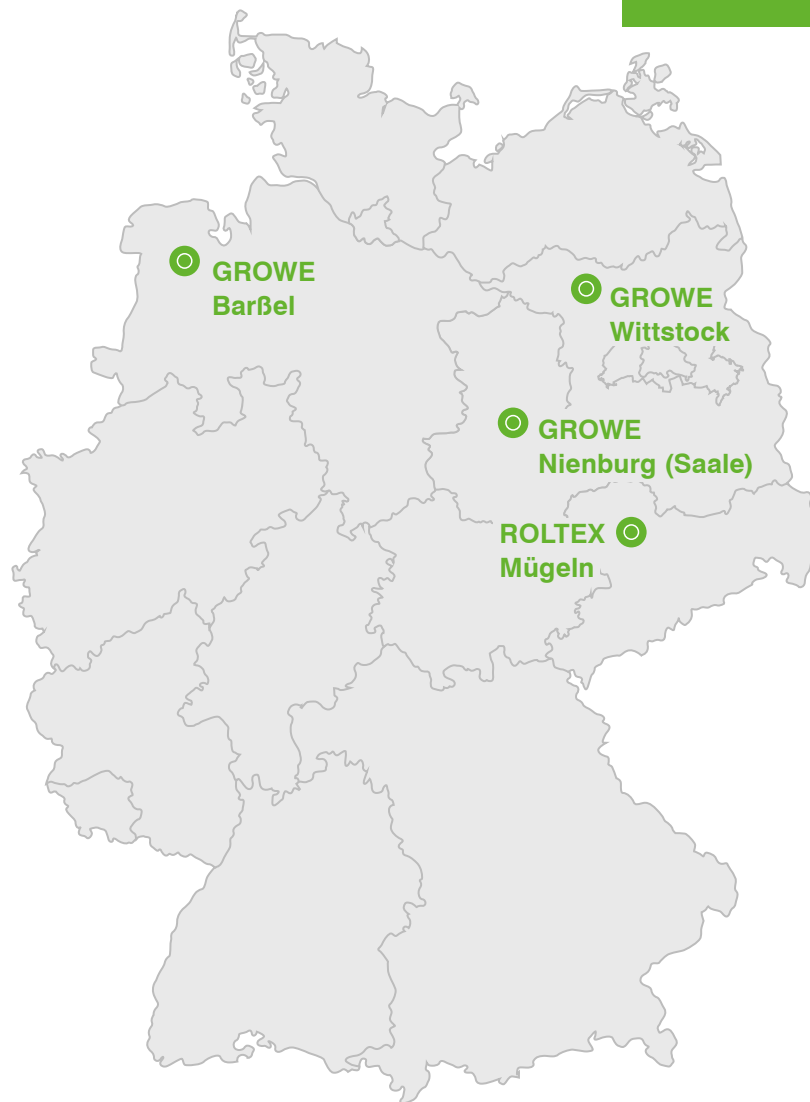 GROWE
Barßel
GROWE
Wittstock
GROWE
Nienburg (Saale)
ROLTEX
Mügeln